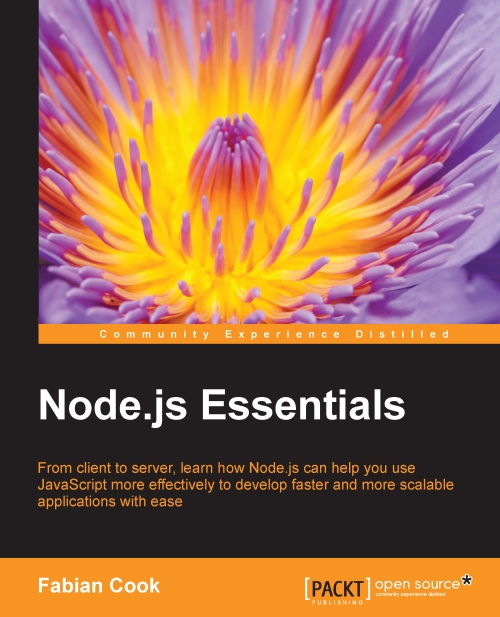 Community Experience Distilled
Node.js Essentials
From client to server, learn how Node.js can help you use
JavaScript more effectively to develop faster and more scalable
applications with ease
Fabian Cook
[PACKT] open source*
PUBLISHING community experience distilled